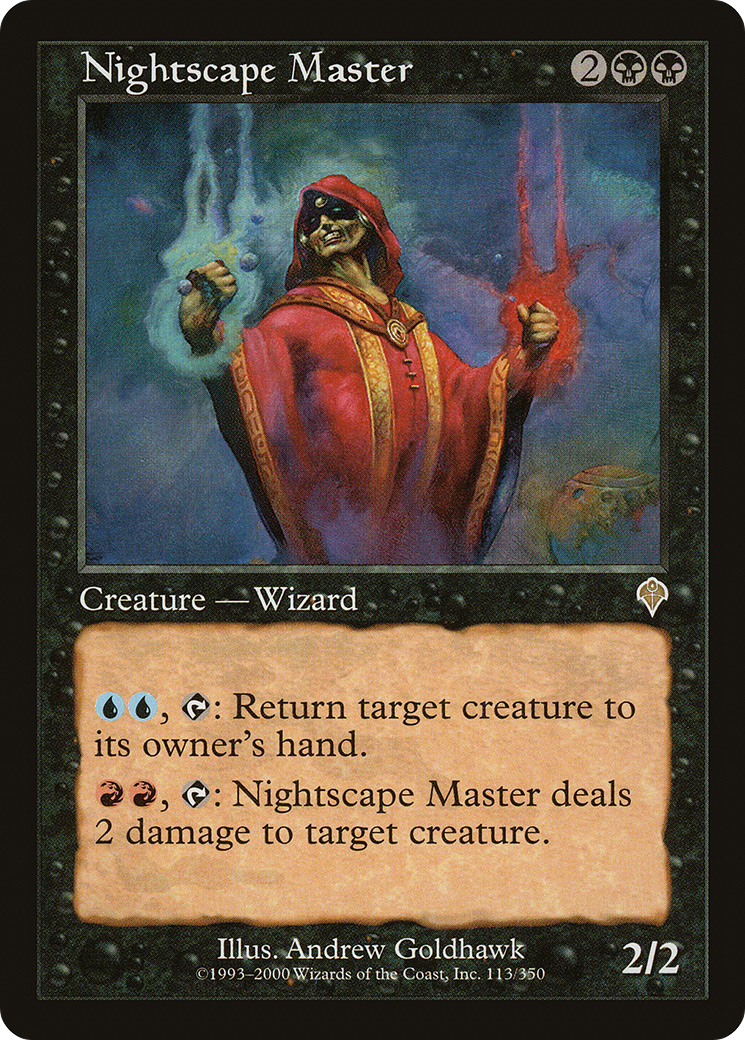 Nightscape Master 2
Creature — Wizard
, : Return target creature to
its owner's hand.
, : Nightscape Master deals
2 damage to target creature.
Illus. Andrew Goldhawk
©1993–2000 Wizards of the Coast, Inc. 113/350
2/2